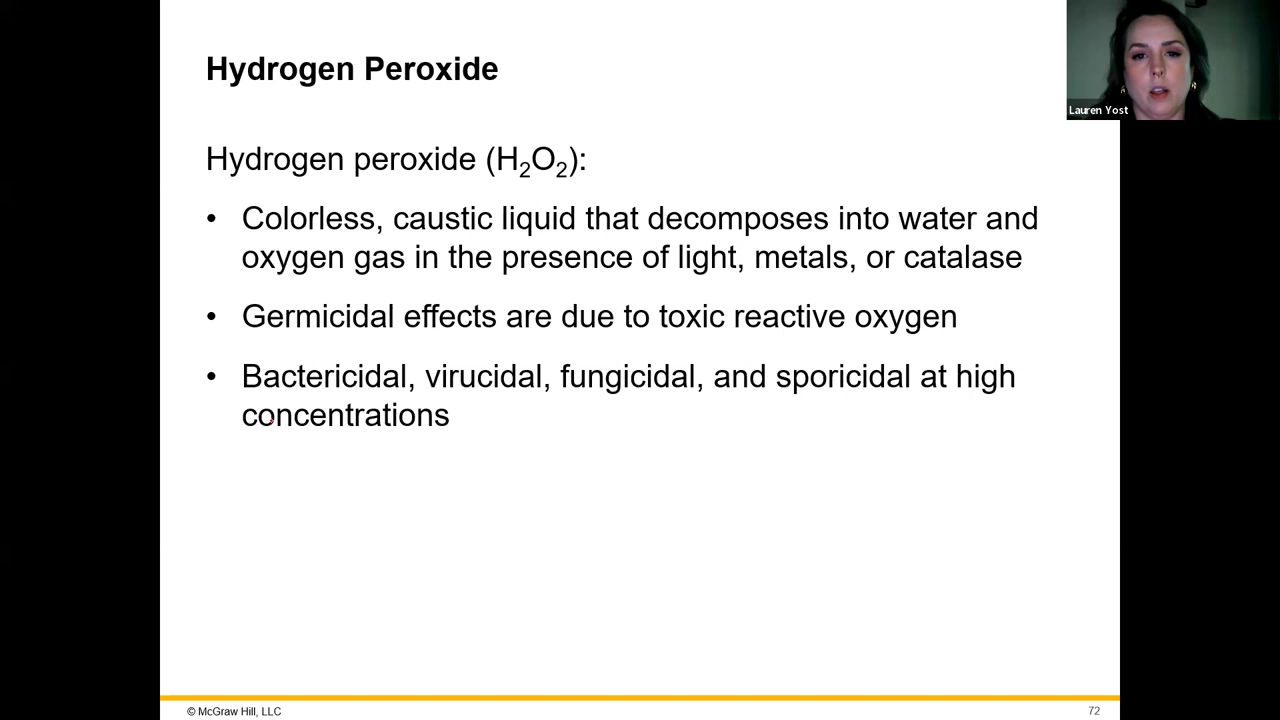 Hydrogen Peroxide
Lauren Yost
Hydrogen peroxide (H₂O₂):
• Colorless, caustic liquid that decomposes into water and
oxygen gas in the presence of light, metals, or catalase
• Germicidal effects are due to toxic reactive oxygen
• Bactericidal, virucidal, fungicidal, and sporicidal at high
concentrations
© McGraw Hill, LLC
72